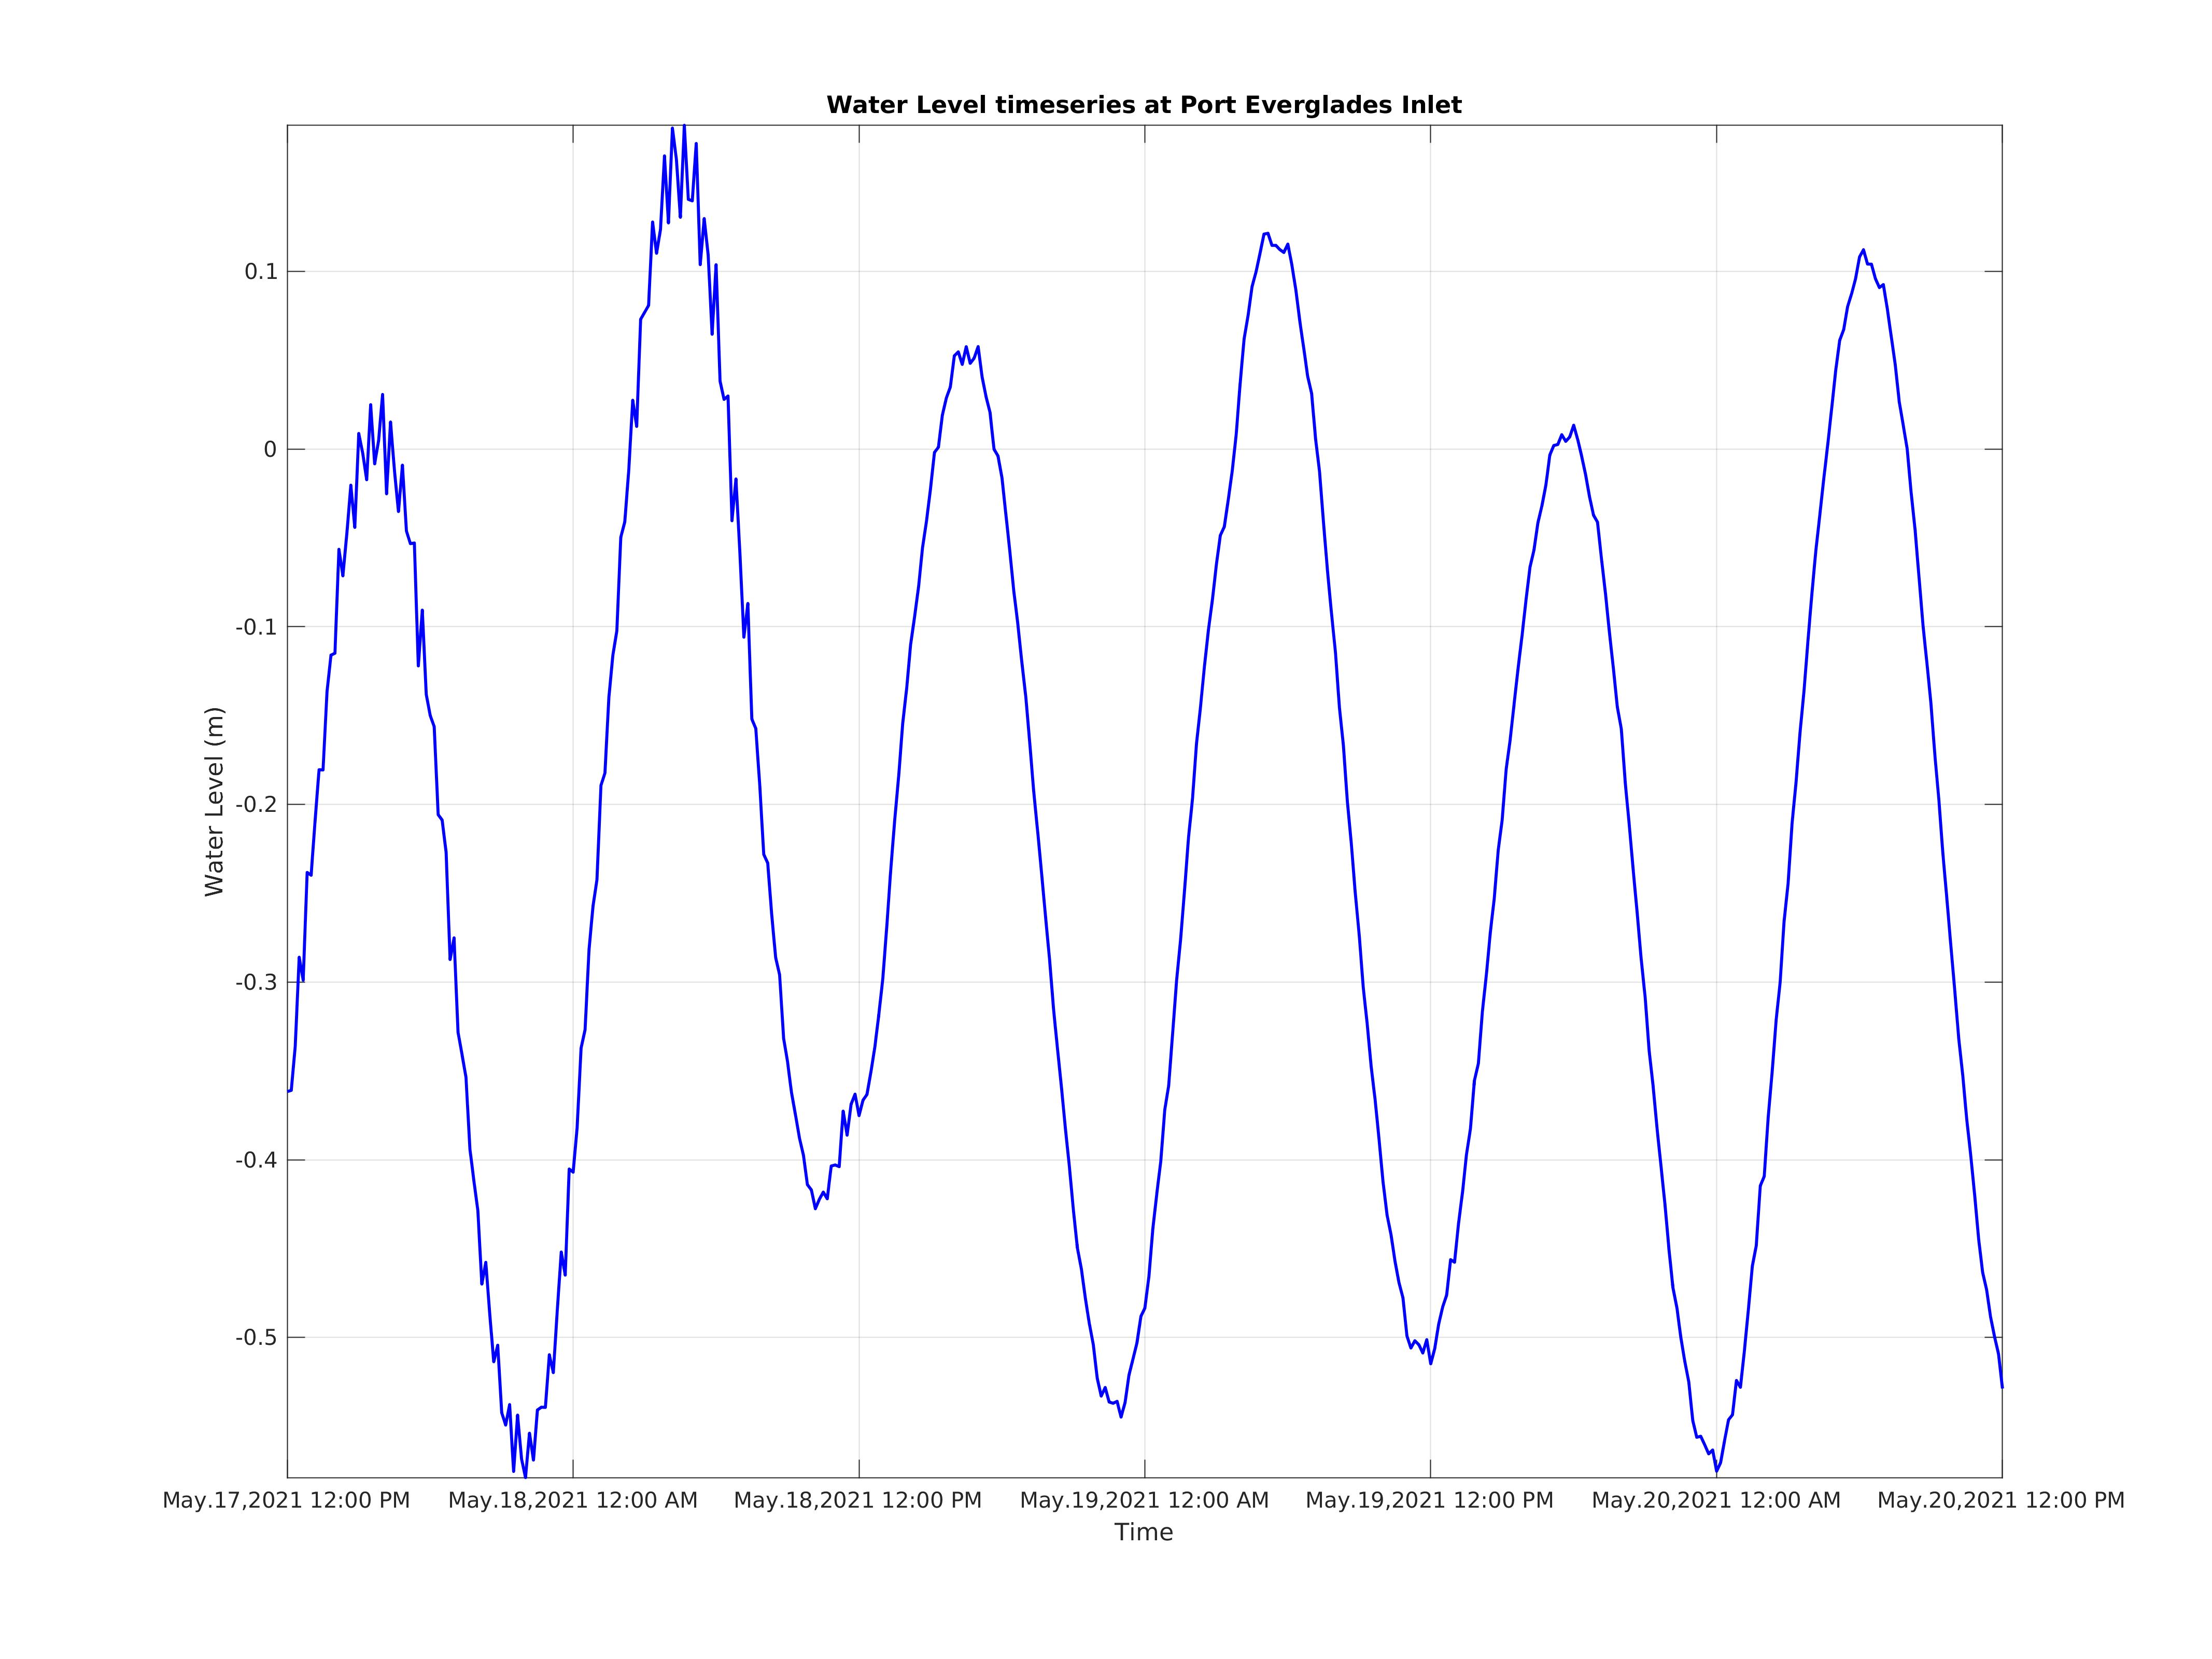 Water Level timeseries at Port Everglades Inlet
0.1
0
-0.1
-0.2
-0.3
-0.4
-0.5
Water Level (m)
May.17,2021 12:00 PM
May.18,2021 12:00 AM
May.18,2021 12:00 PM
May.19,2021 12:00 AM
May.19,2021 12:00 PM
May.20,2021 12:00 AM
May.20,2021 12:00 PM
Time